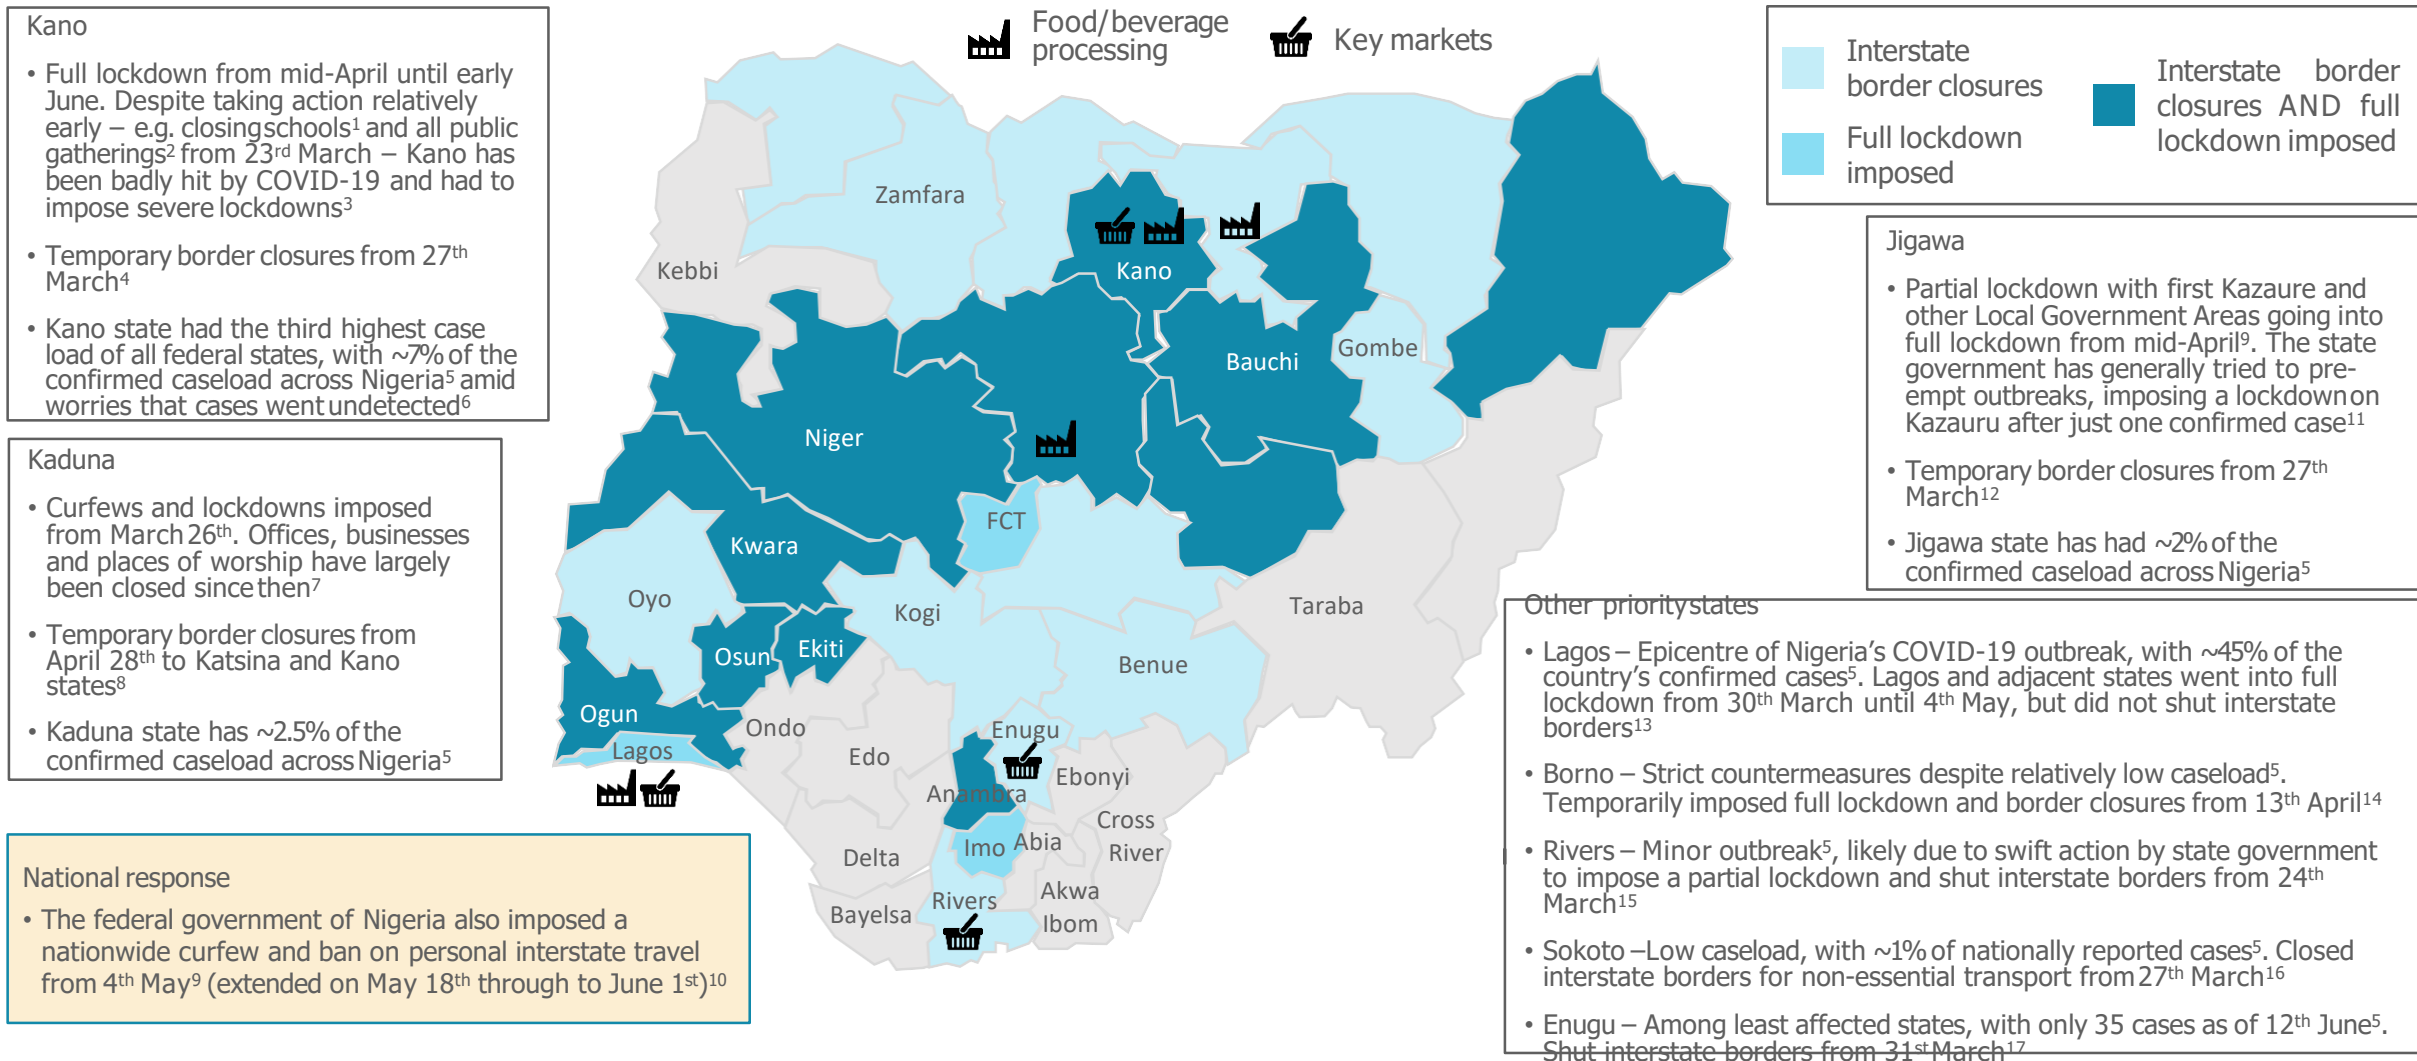 Kano
• Full lockdown from mid-April until early
June. Despite taking action relatively
early – e.g. closingschools¹ and all public
gatherings² from 23rd March – Kano has
been badly hit by COVID-19 and had to
impose severe lockdowns³
• Temporary border closures from 27th
March⁴
• Kano state had the third highest case
load of all federal states, with ~7% of the
confirmed caseload across Nigeria⁵ amid
worries that cases went undetected⁶
Kaduna
• Curfews and lockdowns imposed
from March 26th. Offices, businesses
and places of worship have largely
been closed since then⁷
• Temporary border closures from
April 28th to Katsina and Kano
states⁸
• Kaduna state has ~2.5% of the
confirmed caseload across Nigeria⁵
National response
• The federal government of Nigeria also imposed a
nationwide curfew and ban on personal interstate travel
from 4th May⁹ (extended on May 18th through to June 1st)¹⁰
Food/beverage
processing
Key markets
Zamfara
Kebbi
Kano
Gombe
Bauchi
Niger
FCT
Kwara
Oyo
Kogi
Taraba
Osun
Ekiti
Benue
Ogun
Ondo
Enugu
Lagos
Edo
Ebonyi
Anambra
Cross
River
Imo
Abia
Delta
Akwa
Ibom
Rivers
Bayelsa
Interstate
border closures
Full lockdown
imposed
Interstate border
closures AND full
lockdown imposed
Jigawa
• Partial lockdown with first Kazaure and
other Local Government Areas going into
full lockdown from mid-April⁹. The state
government has generally tried to pre-
empt outbreaks, imposing a lockdown on
Kazauru after just one confirmed case¹¹
• Temporary border closures from 27th
March¹²
• Jigawa state has had ~2% of the
confirmed caseload across Nigeria⁵
Other priority states
• Lagos – Epicentre of Nigeria's COVID-19 outbreak, with ~45% of the
country's confirmed cases⁵. Lagos and adjacent states went into full
lockdown from 30th March until 4th May, but did not shut interstate
borders¹³
• Borno – Strict countermeasures despite relatively low caseload⁵.
Temporarily imposed full lockdown and border closures from 13th April¹⁴
• Rivers – Minor outbreak⁵, likely due to swift action by state government
to impose a partial lockdown and shut interstate borders from 24th
March¹⁵
• Sokoto –Low caseload, with ~1% of nationally reported cases⁵. Closed
interstate borders for non-essential transport from 27th March¹⁶
• Enugu – Among least affected states, with only 35 cases as of 12th June⁵.
Shut interstate borders from 31st March¹⁷